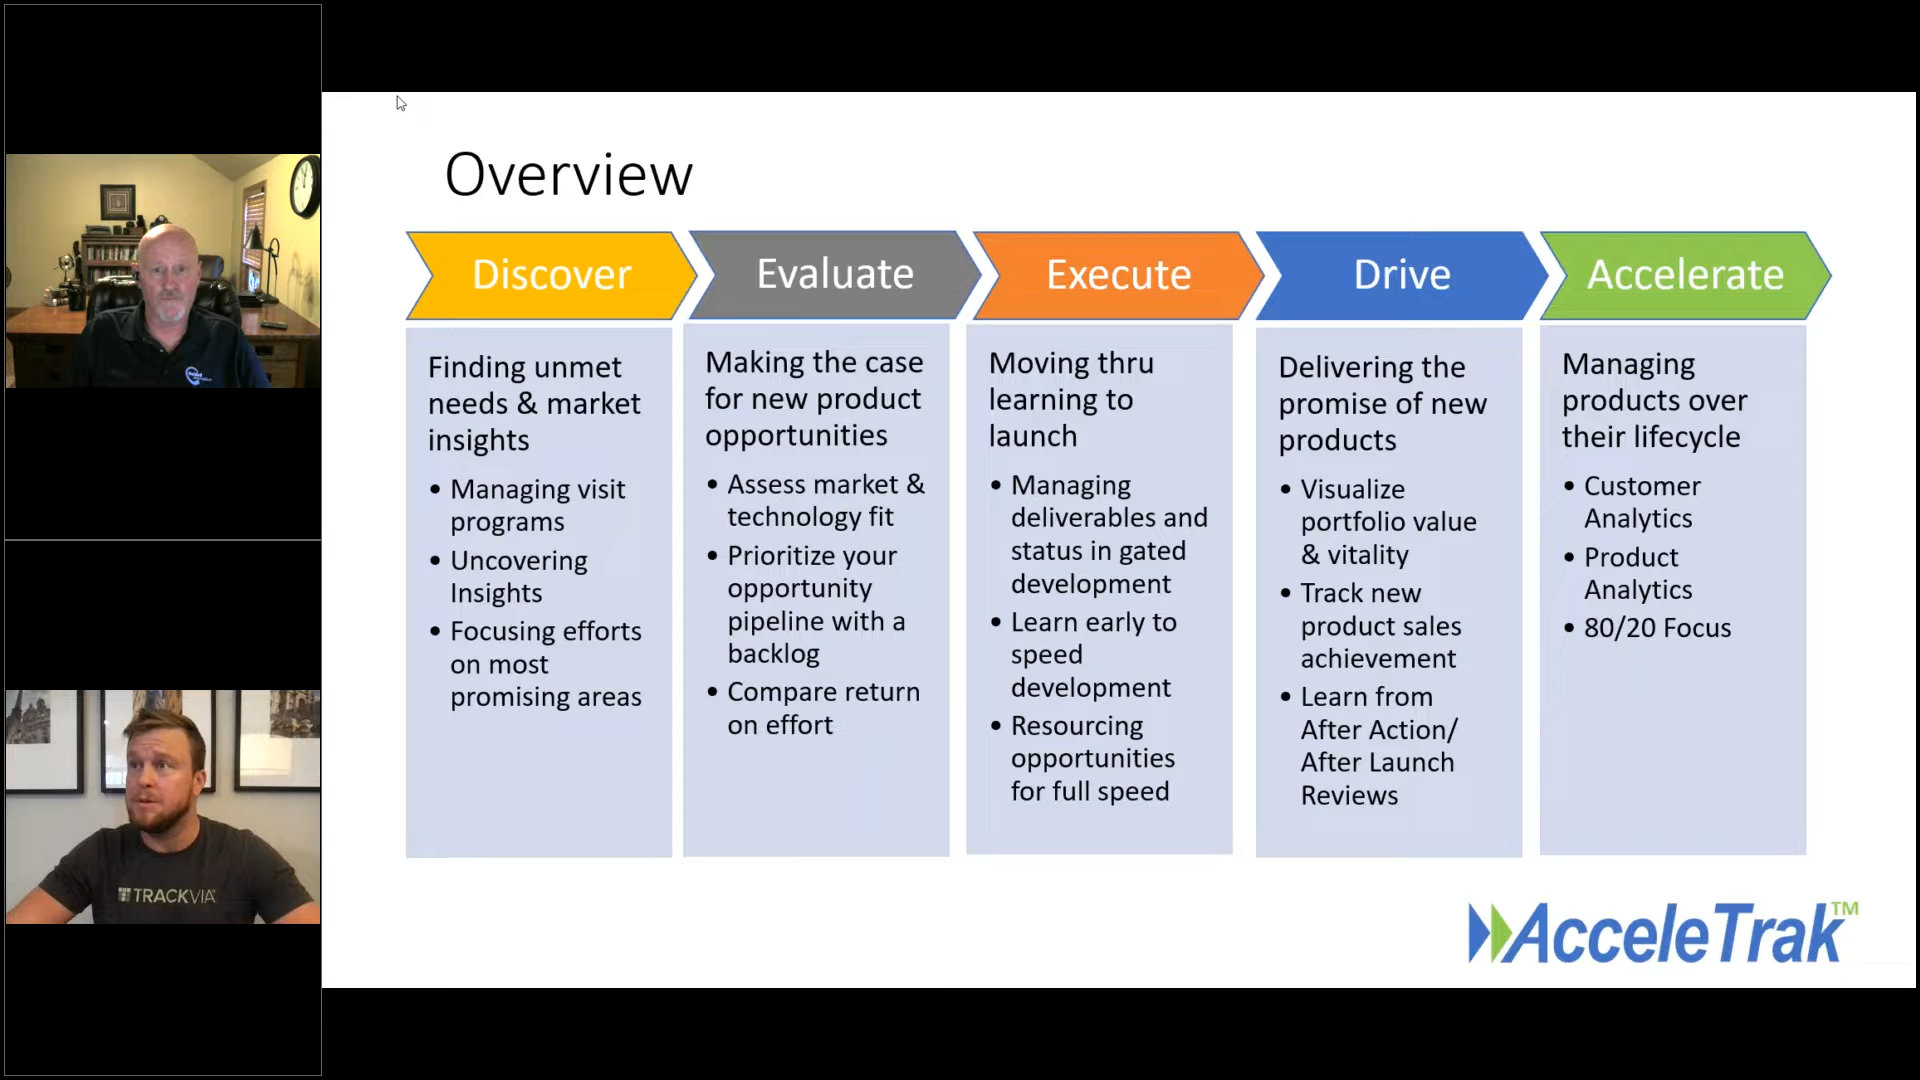 Overview
Discover
Evaluate
Execute
Drive
Accelerate
Finding unmet
needs & market
insights
• Managing visit
programs
• Uncovering
Insights
• Focusing efforts
on most
promising areas
Making the case
for new product
opportunities
• Assess market &
technology fit
• Prioritize your
opportunity
pipeline with a
backlog
• Compare return
on effort
Moving thru
learning to
launch
• Managing
deliverables and
status in gated
development
• Learn early to
speed
development
• Resourcing
opportunities
for full speed
Delivering the
promise of new
products
• Visualize
portfolio value
& vitality
• Track new
product sales
achievement
• Learn from
After Action/
After Launch
Reviews
Managing
products over
their lifecycle
• Customer
Analytics
• Product
Analytics
• 80/20 Focus
AcceleTrak™
TRACKVIA